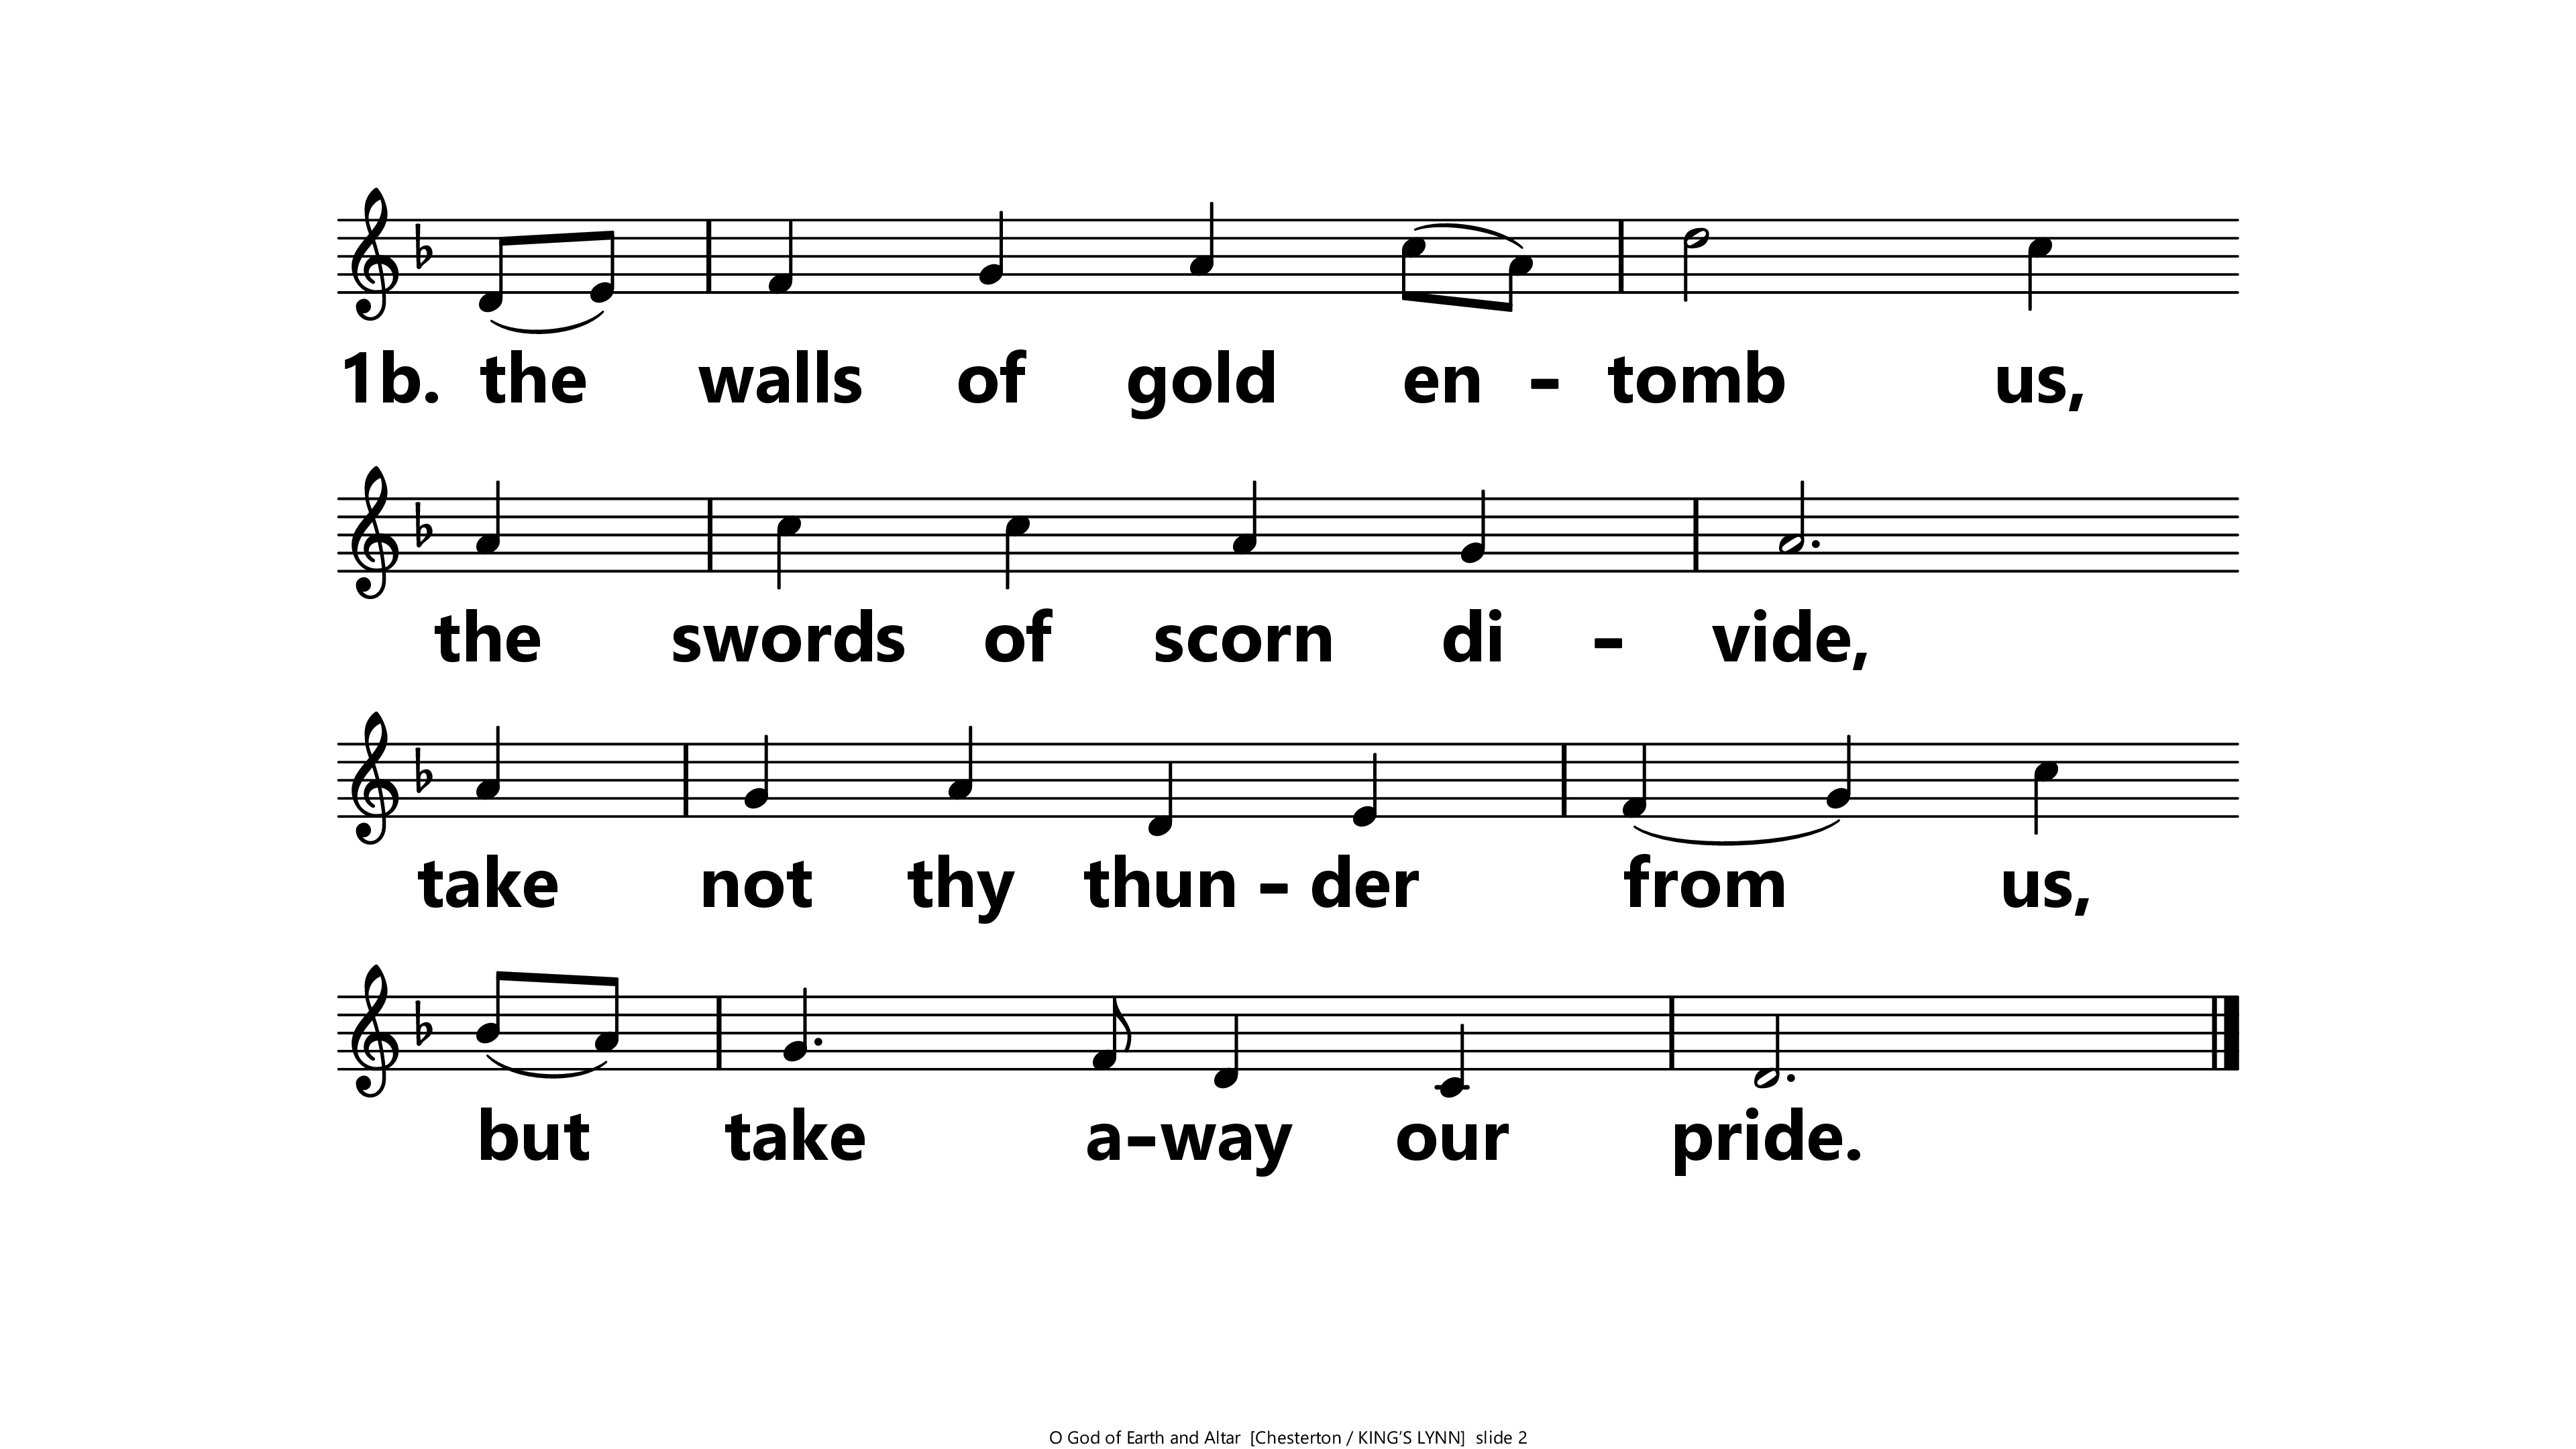 1b. the walls of gold en - tomb us,
the swords of scorn di - vide,
take not thy thun - der from us,
but take a-way our pride.
O God of Earth and Altar [Chesterton / KING'S LYNN] slide 2